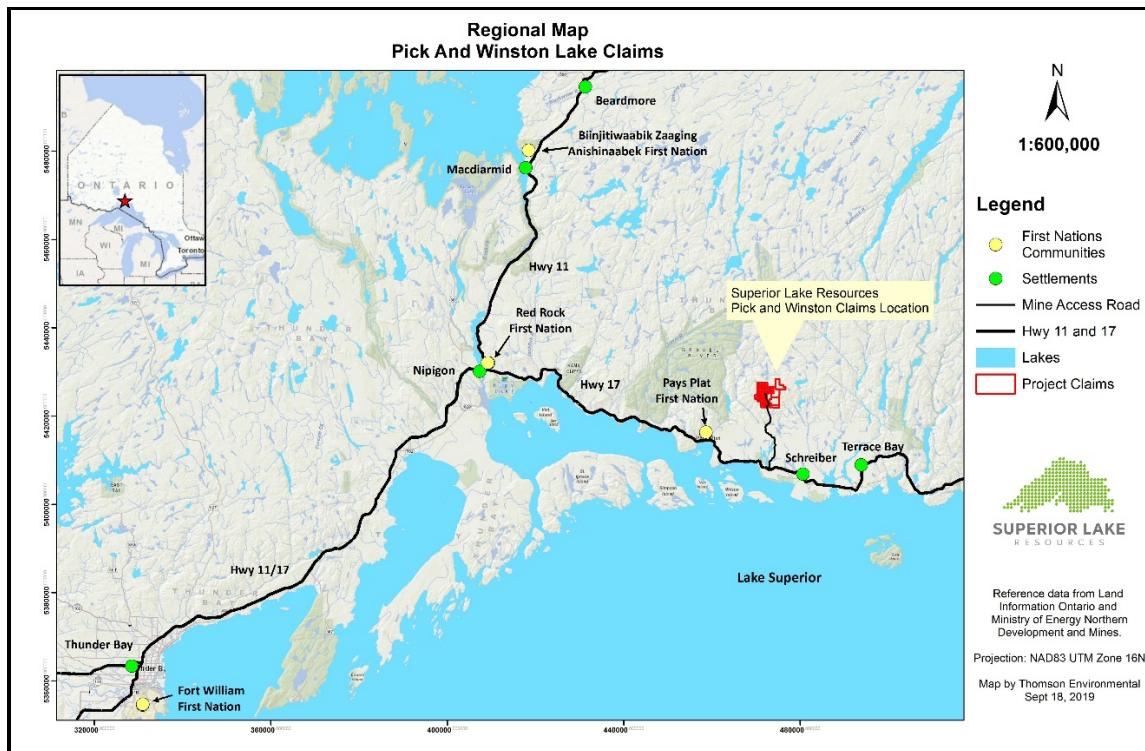 Regional Map
Pick And Winston Lake Claims
N
1:600,000
Legend
First Nations
Communities
Settlements
Mine Access Road
Hwy 11 and 17
Lakes
Project Claims
SUPERIOR LAKE
RESOURCES
Reference data from Land
Information Ontario and
Ministry of Energy Northern
Development and Mines.
Projection: NAD83 UTM Zone 16N
Map by Thomson Environmental
Sept 18, 2019
ONTARIO
MN
WI
MI
MI
IA
Ottawa
Toronto
Beardmore
Biinjitiwaabik Zaaging
Anishinaabek First Nation
Macdiarmid
Hwy 11
Red Rock
First Nation
Nipigon
Hwy 17
Superior Lake Resources
Pick and Winston Claims Location
Pays Plat
First Nation
Schreiber
Terrace Bay
Hwy 11/17
Lake Superior
Thunder Bay
Fort William
First Nation
THUNDER
BAY
THUNDER
BAY
320000
360000
400000
440000
480000
5480000
5460000
5440000
5420000
5400000
5380000
5360000